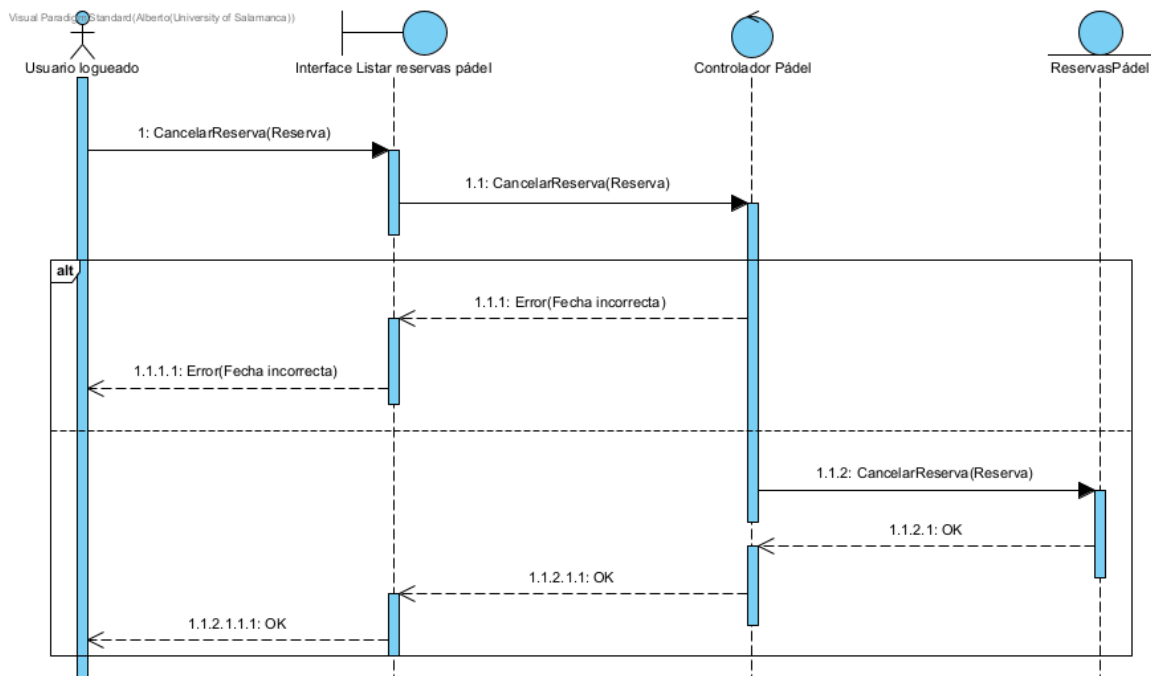 Visual Paradigm Standard(Alberto(University of Salamanca))
Usuario logueado
Interface Listar reservas pádel
Controlador Pádel
ReservasPádel
1: CancelarReserva(Reserva)
1.1: CancelarReserva(Reserva)
alt
1.1.1: Error(Fecha incorrecta)
1.1.1.1: Error(Fecha incorrecta)
1.1.2: CancelarReserva(Reserva)
1.1.2.1: OK
1.1.2.1.1: OK
1.1.2.1.1.1: OK